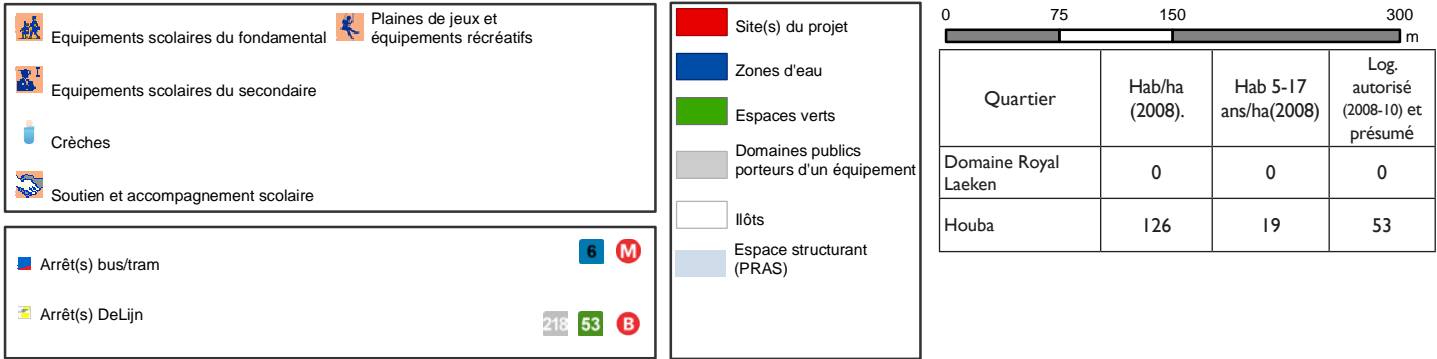 Equipements scolaires du fondamental
Plaines de jeux et
équipements récréatifs
Equipements scolaires du secondaire
Crèches
Soutien et accompagnement scolaire
Arrêt(s) bus/tram
6 M
Arrêt(s) DeLijn
218 53 B
Site(s) du projet
Zones d'eau
Espaces verts
Domaines publics
porteurs d'un équipement
Ilôts
Espace structurant
(PRAS)
0 75 150 300
m
Quartier
Hab/ha
(2008).
Hab 5-17
ans/ha(2008)
Log.
autorisé
(2008-10) et
présumé
Domaine Royal
Laeken
0 0 0
Houba 126 19 53